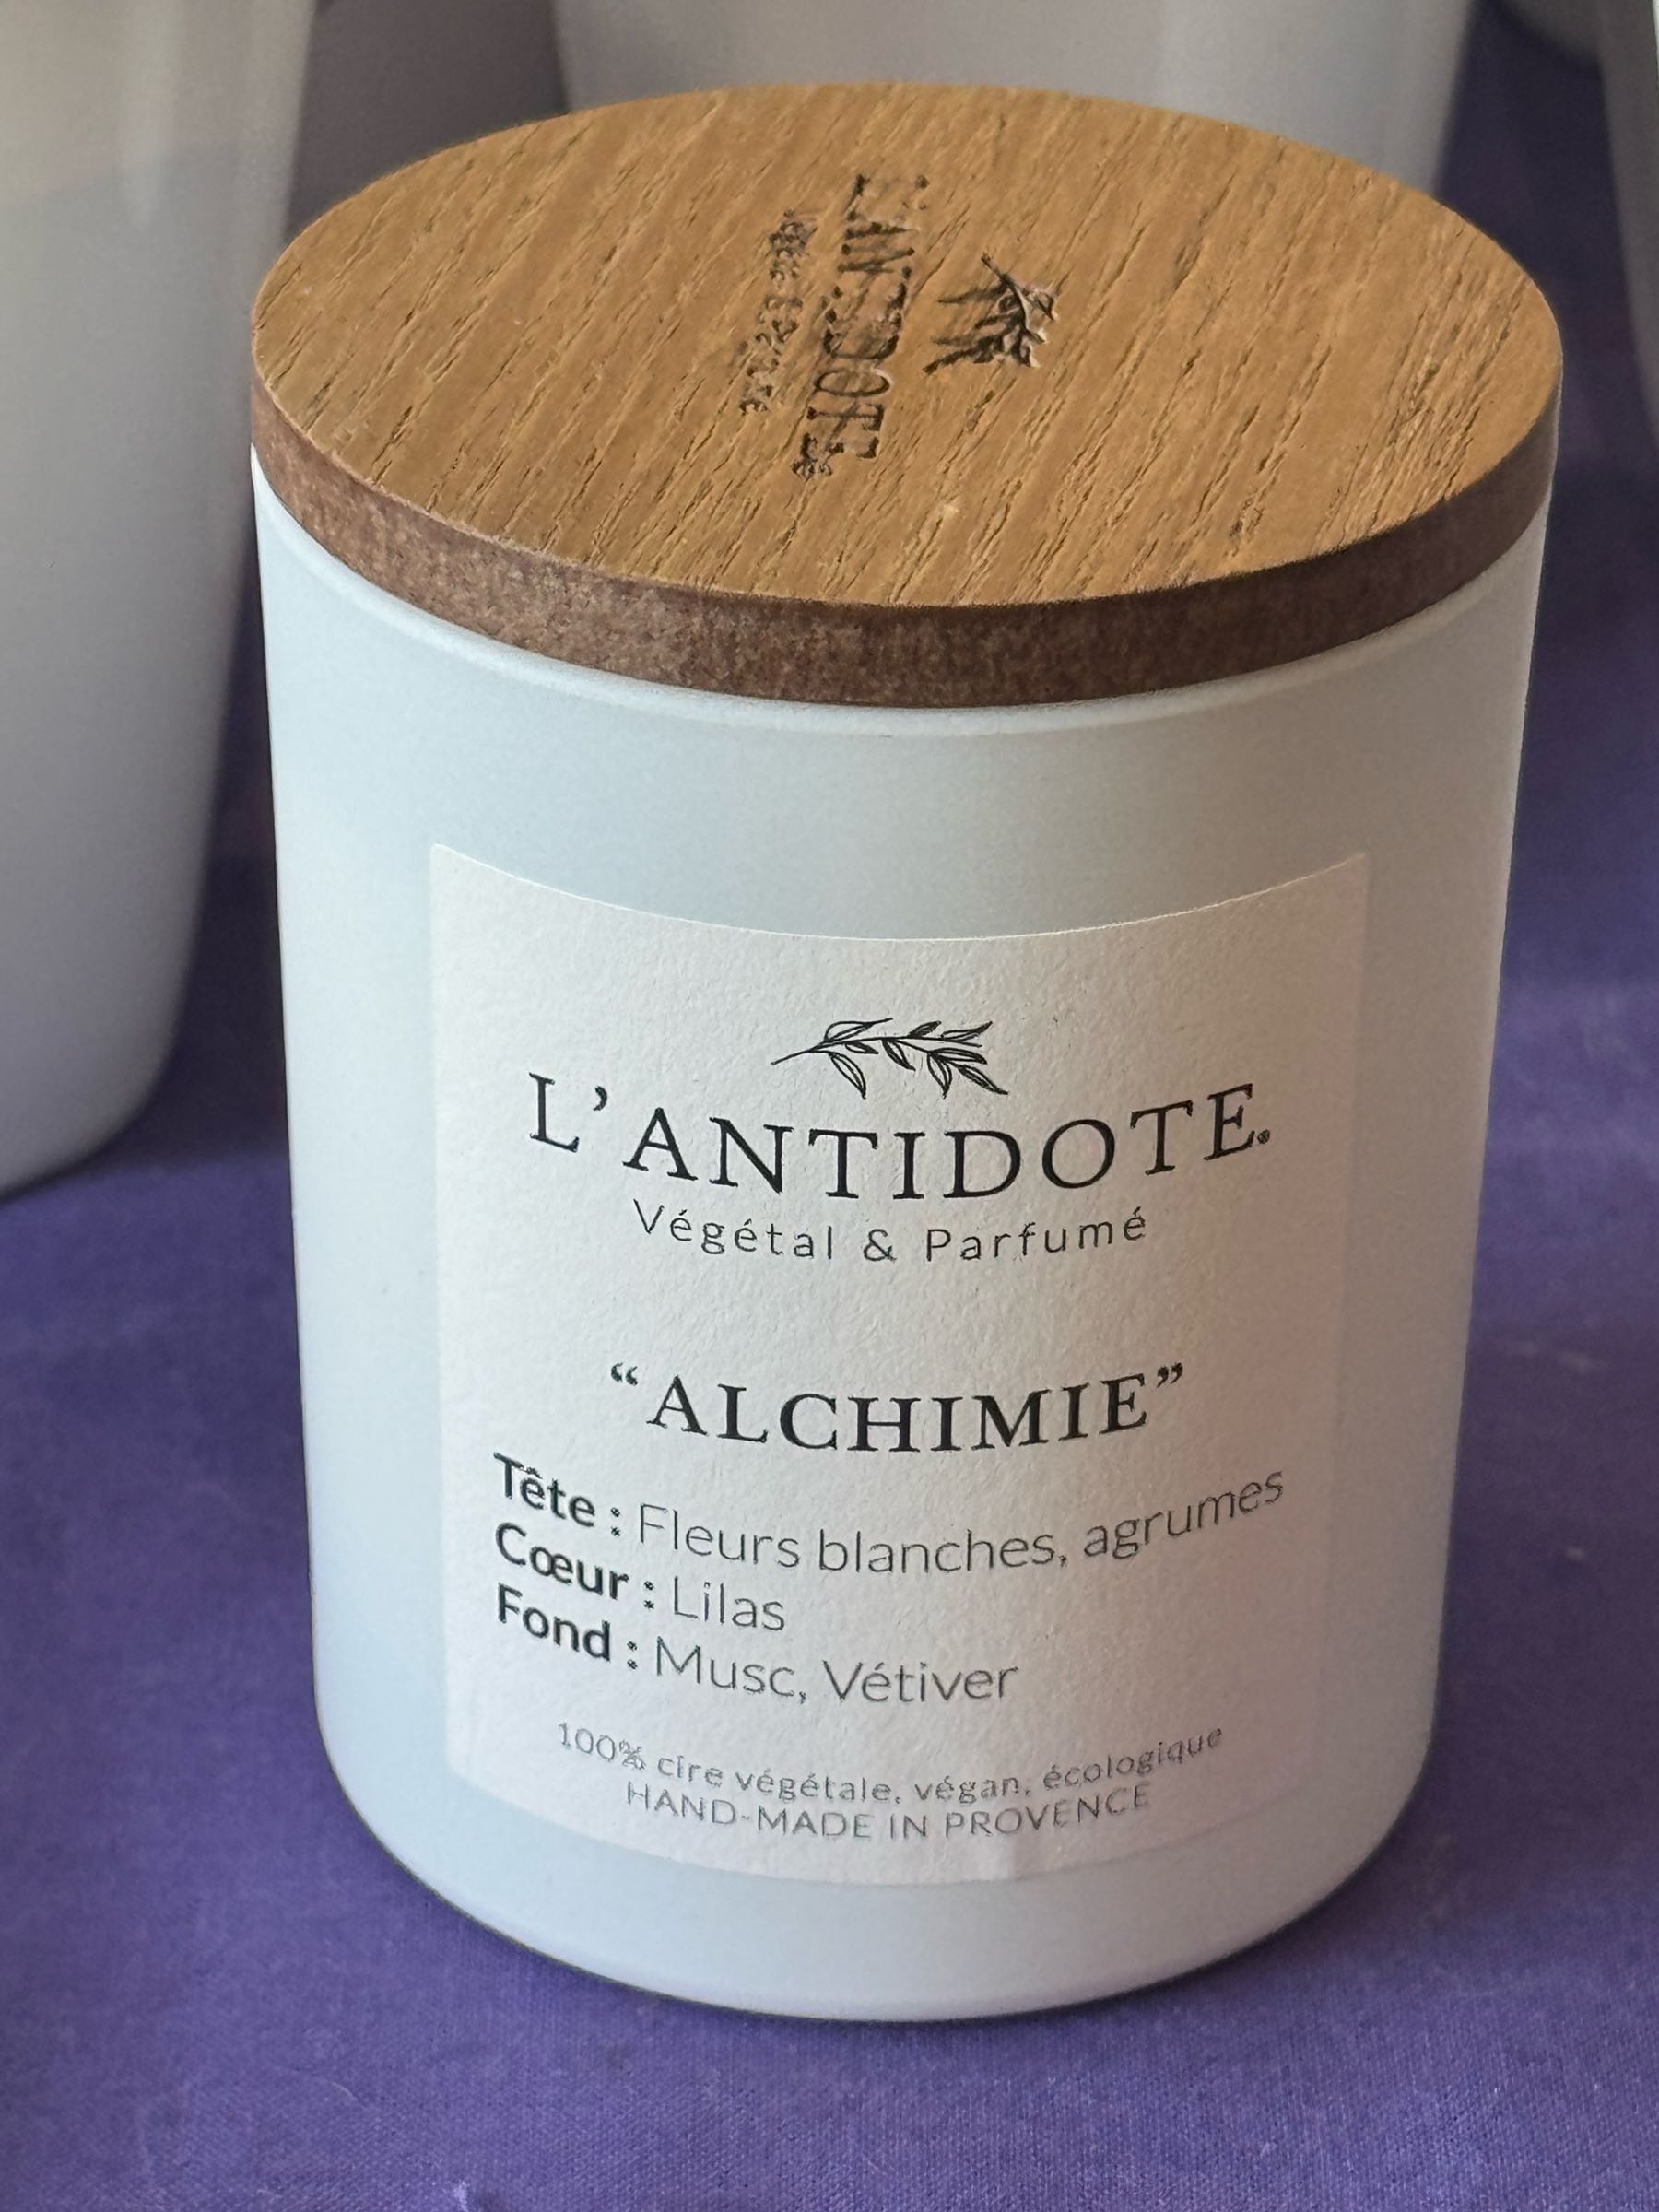 L'ANTIDOTE
L'ANTIDOTE
Végétal & Parfumé
“ALCHIMIE”
Tête : Fleurs blanches, agrumes
Cœur : Lilas
Fond : Musc, Vétiver
100% cire végétale, végan, écologique
HAND-MADE IN PROVENCE